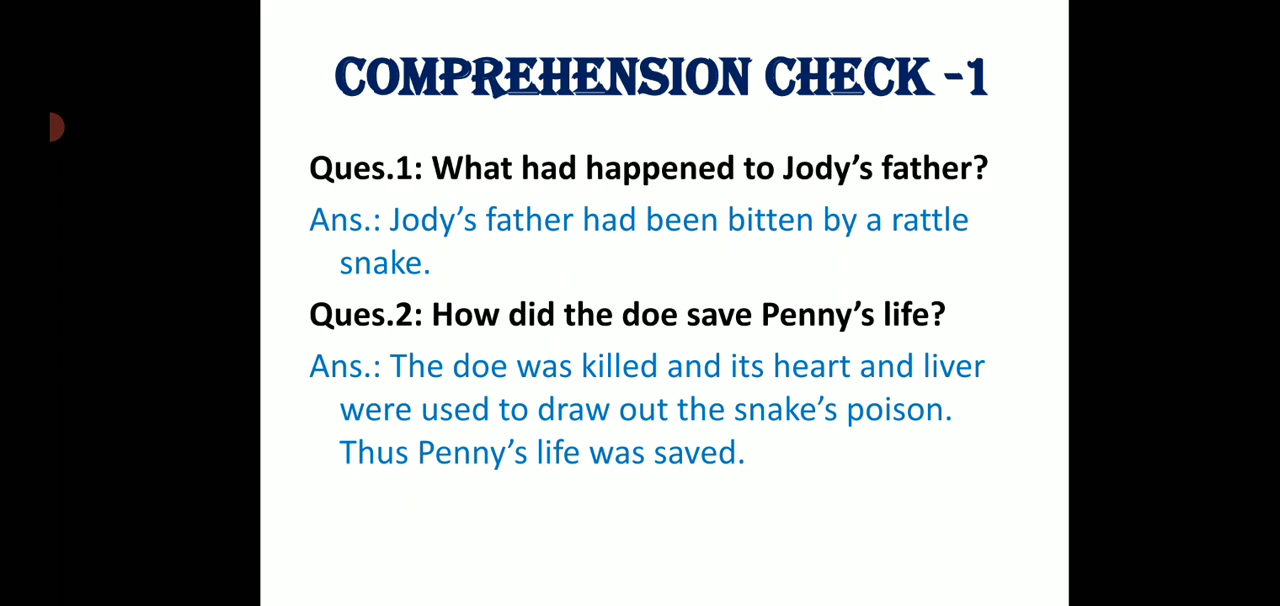 COMPREHENSION CHECK -1
Ques.1: What had happened to Jody’s father?
Ans.: Jody’s father had been bitten by a rattle
snake.
Ques.2: How did the doe save Penny’s life?
Ans.: The doe was killed and its heart and liver
were used to draw out the snake’s poison.
Thus Penny’s life was saved.